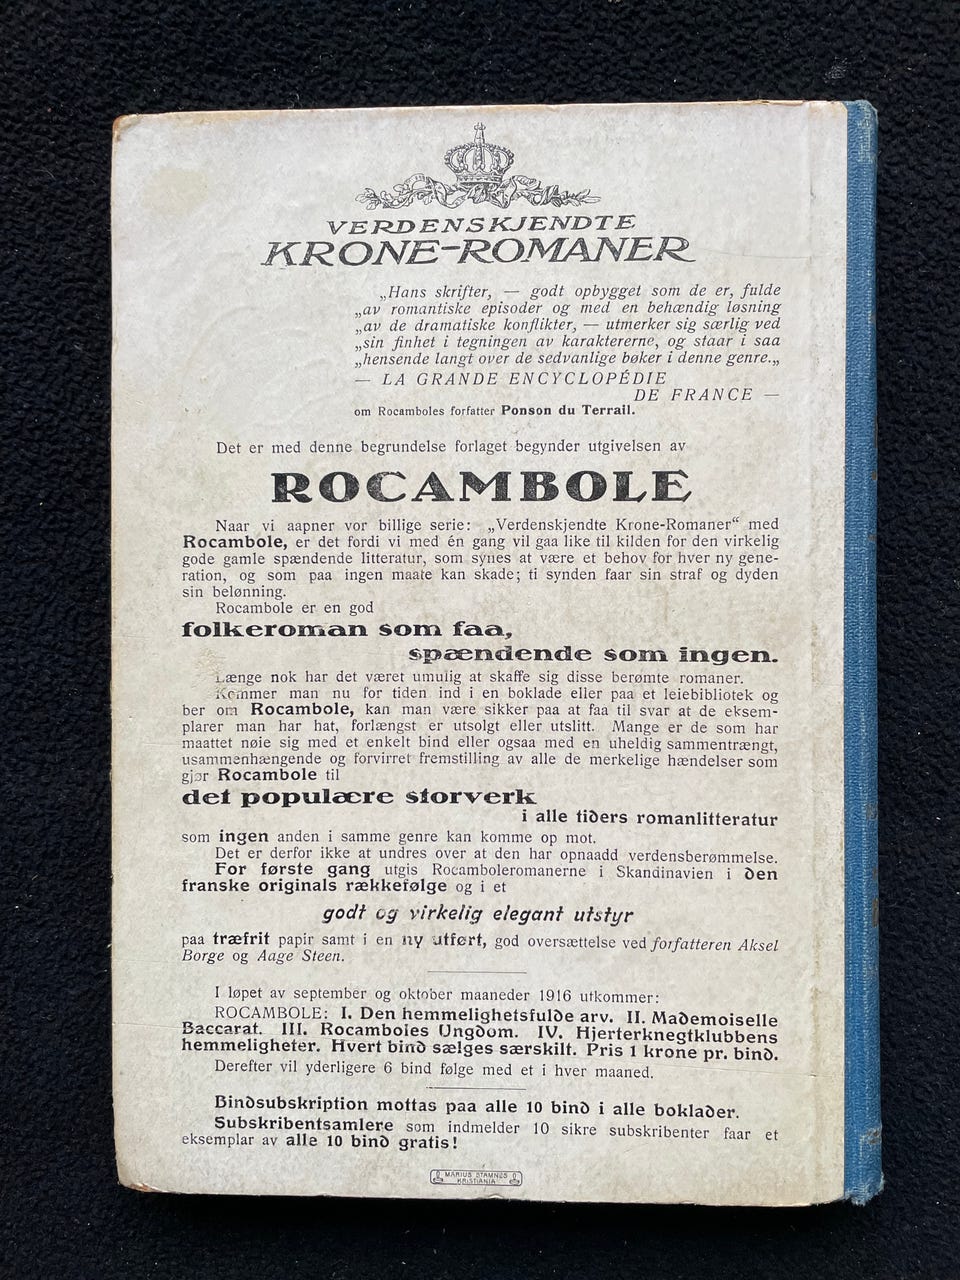 VERDENSKJENDTE
KRONE-ROMANER
„Hans skrifter, — godt opbygget som de er, fulde
„av romantiske episoder og med en behændig løsning
„av de dramatiske konflikter, — utmerker sig særlig ved
„sin finhet i tegningen av karaktererne, og staar i saa
„hensende langt over de sedvanlige bøker i denne genre.„
— LA GRANDE ENCYCLOPÉDIE
DE FRANCE —
om Rocamboles forfatter Ponson du Terrail.
Det er med denne begrundelse forlaget begynder utgivelsen av
ROCAMBOLE
Naar vi aapner vor billige serie: „Verdenskjendte Krone-Romaner“ med
Rocambole, er det fordi vi med én gang vil gaa like til kilden for den virkelig
gode gamle spændende litteratur, som synes at være et behov for hver ny gene-
ration, og som paa ingen maate kan skade; ti synden faar sin straf og dyden
sin belønning.
Rocambole er en god
folkeroman som faa,
spændende som ingen.
Længe nok har det været umulig at skaffe sig disse berømte romaner.
Kommer man nu for tiden ind i en boklade eller paa et leiebibliotek og
ber om Rocambole, kan man være sikker paa at faa til svar at de eksem-
plarer man har hat, forlængst er utsolgt eller utslitt. Mange er de som har
maattet nøie sig med et enkelt bind eller ogsaa med en uheldig sammentrængt,
usammenhængende og forvirret fremstilling av alle de merkelige hændelser som
gjør Rocambole til
det populære storverk
i alle tiders romanlitteratur
som ingen anden i samme genre kan komme op mot.
Det er derfor ikke at undres over at den har opnaadd verdensberømmelse.
For første gang utgis Rocamboleromanerne i Skandinavien i den
franske originals rækkefølge og i et
godt og virkelig elegant utstyr
paa træfrit papir samt i en ny utført, god oversættelse ved forfatteren Aksel
Borge og Aage Steen.
I løpet av september og oktober maaneder 1916 utkommer:
ROCAMBOLE: I. Den hemmelighetsfulde arv. II. Mademoiselle
Baccarat. III. Rocamboles Ungdom. IV. Hjerterknegtklubbens
hemmeligheter. Hvert bind sælges særskilt. Pris 1 krone pr. bind.
Derefter vil yderligere 6 bind følge med et i hver maaned.
Bindsubskription mottas paa alle 10 bind i alle boklader.
Subskribentsamlere som indmelder 10 sikre subskribenter faar et
eksemplar av alle 10 bind gratis!
MARIUS STAMNES
KRISTIANIA